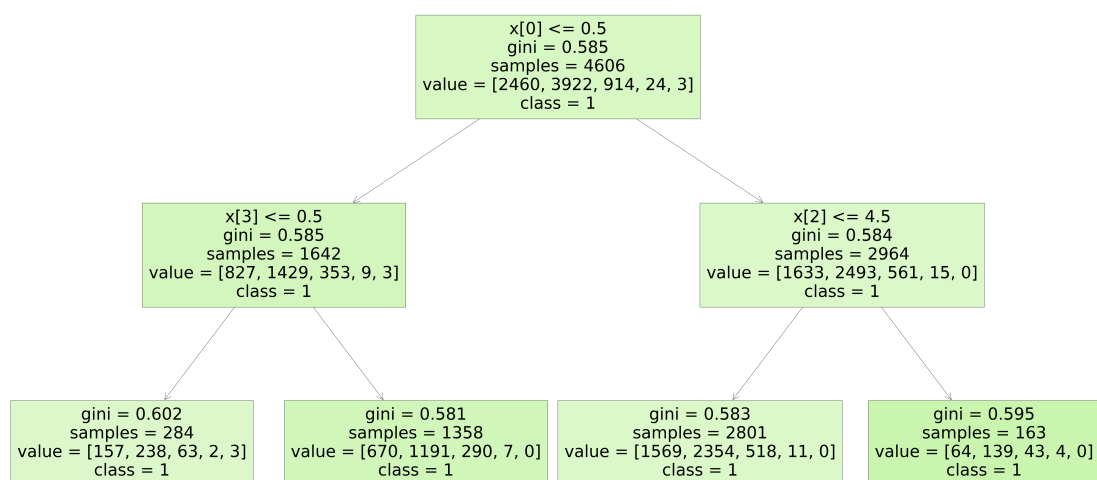 x[0] <= 0.5
gini = 0.585
samples = 4606
value = [2460, 3922, 914, 24, 3]
class = 1
x[3] <= 0.5
gini = 0.585
samples = 1642
value = [827, 1429, 353, 9, 3]
class = 1
x[2] <= 4.5
gini = 0.584
samples = 2964
value = [1633, 2493, 561, 15, 0]
class = 1
gini = 0.602
samples = 284
value = [157, 238, 63, 2, 3]
class = 1
gini = 0.581
samples = 1358
value = [670, 1191, 290, 7, 0]
class = 1
gini = 0.583
samples = 2801
value = [1569, 2354, 518, 11, 0]
class = 1
gini = 0.595
samples = 163
value = [64, 139, 43, 4, 0]
class = 1